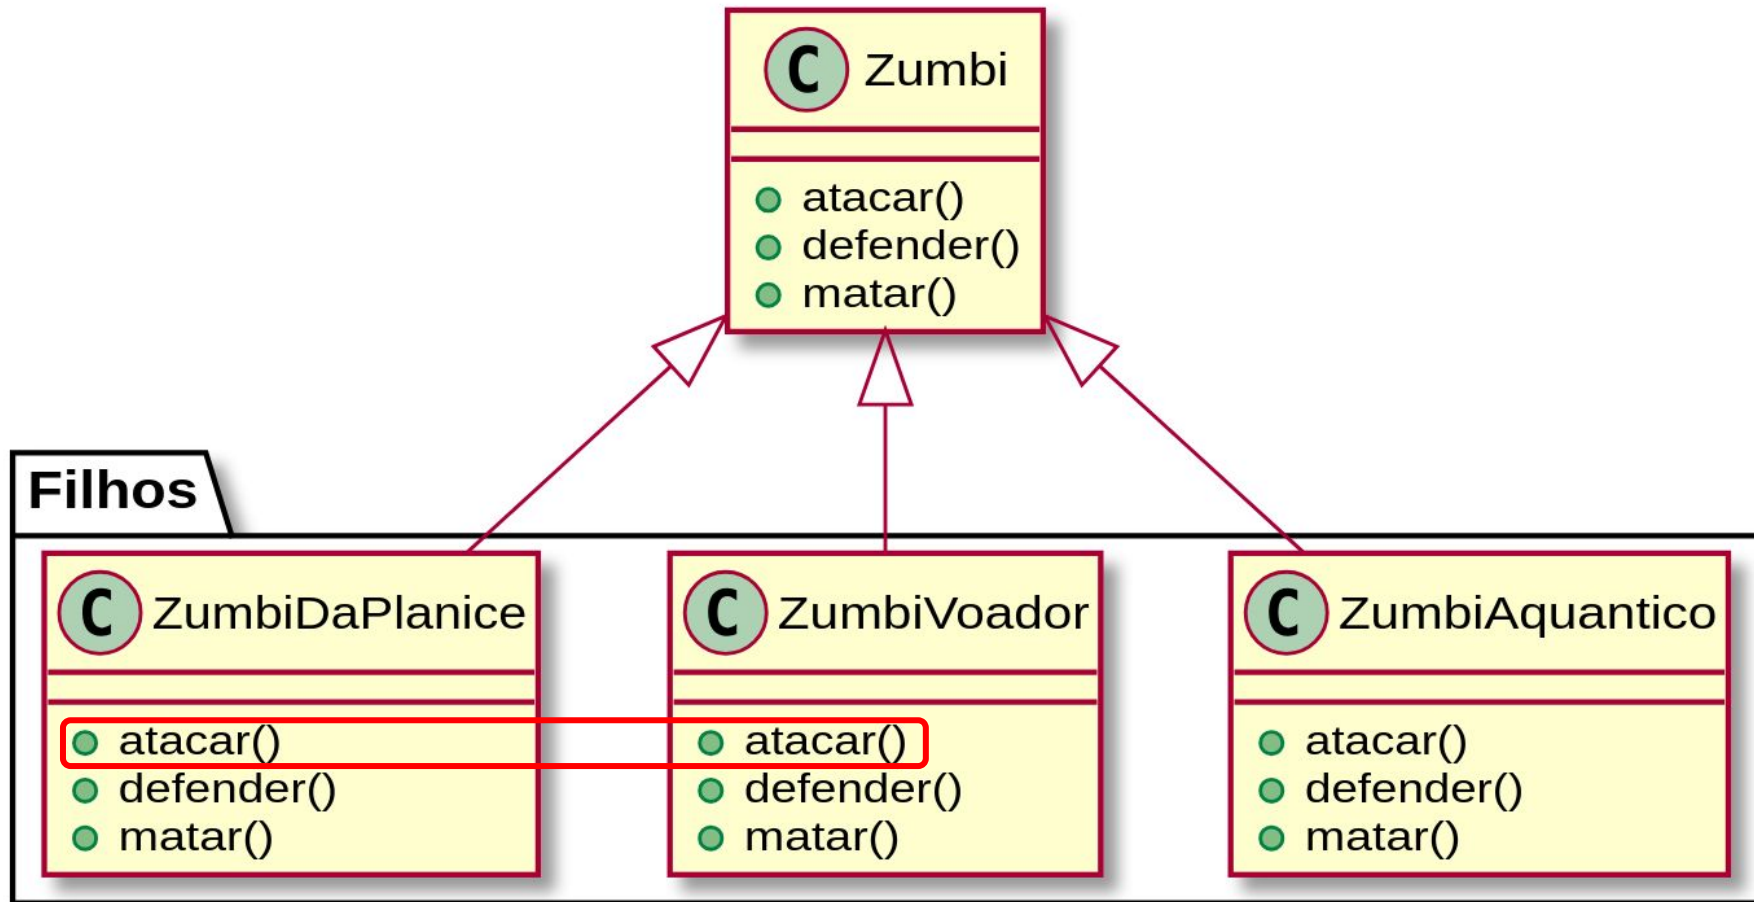 C Zumbi
atacar()
defender()
matar()
Filhos
C ZumbiDaPlanice
atacar()
defender()
matar()
C ZumbiVoador
atacar()
defender()
matar()
C ZumbiAquantico
atacar()
defender()
matar()